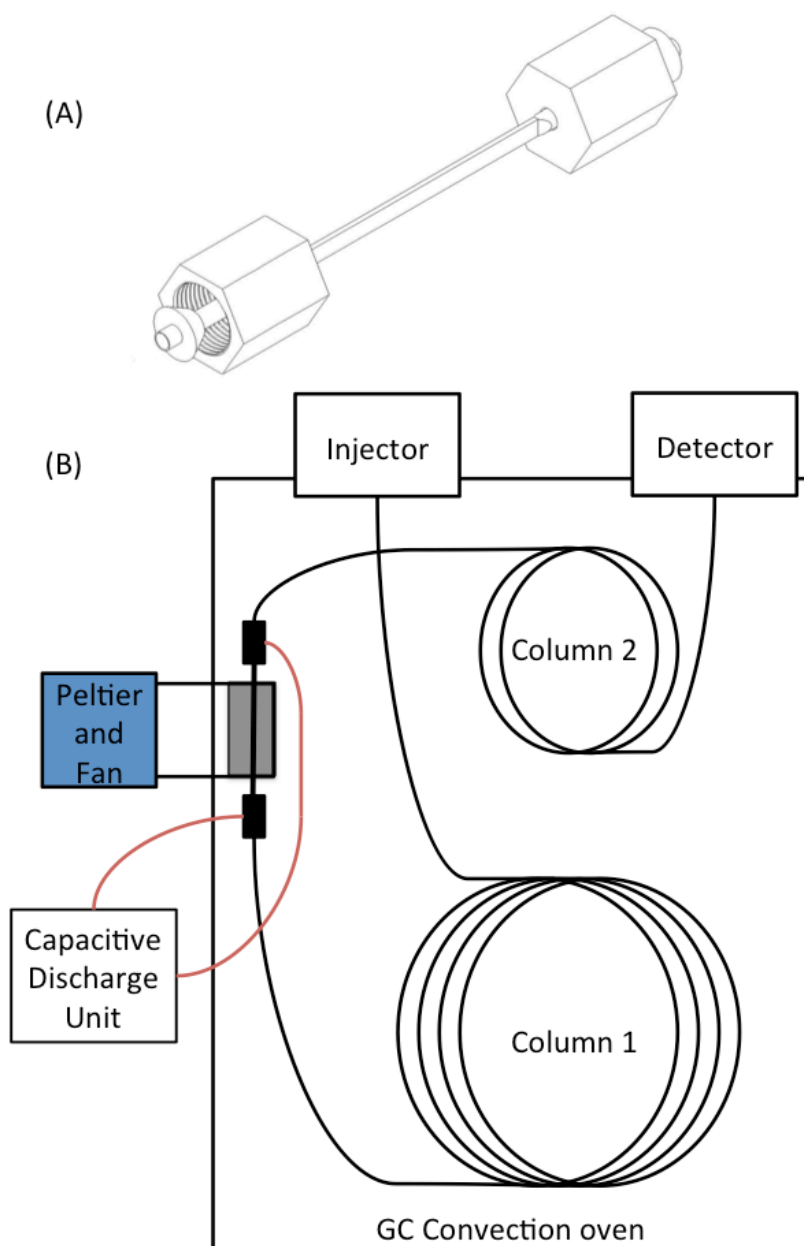 (A)
(B)
Injector
Detector
Column 2
Peltier
and
Fan
Capacitive
Discharge
Unit
Column 1
GC Convection oven